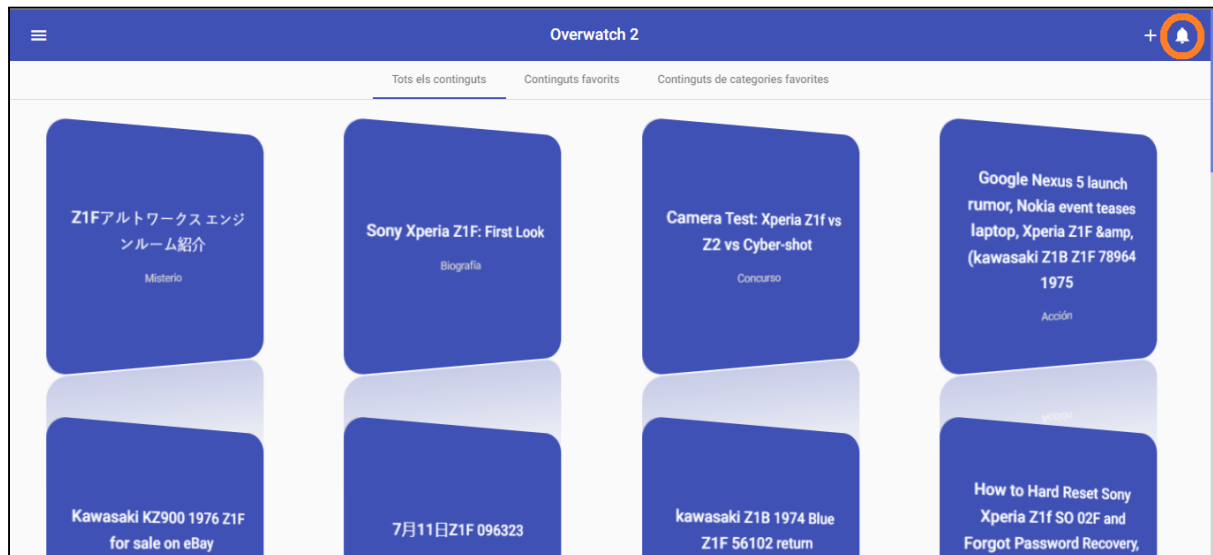 Overwatch 2
Tots els continguts
Continguts favorits
Continguts de categories favorites
Z1Fアルトワークス エンジ
ンルーム紹介
Misterio
Sony Xperia Z1F: First Look
Biografía
Camera Test: Xperia Z1f vs
Z2 vs Cyber-shot
Concurso
Google Nexus 5 launch
rumor, Nokia event teases
laptop, Xperia Z1F &amp,
(kawasaki Z1B Z1F 78964
1975
Acción
Kawasaki KZ900 1976 Z1F
for sale on eBay
7月11日Z1F 096323
kawasaki Z1B 1974 Blue
Z1F 56102 return
How to Hard Reset Sony
Xperia Z1f SO 02F and
Forgot Password Recovery,